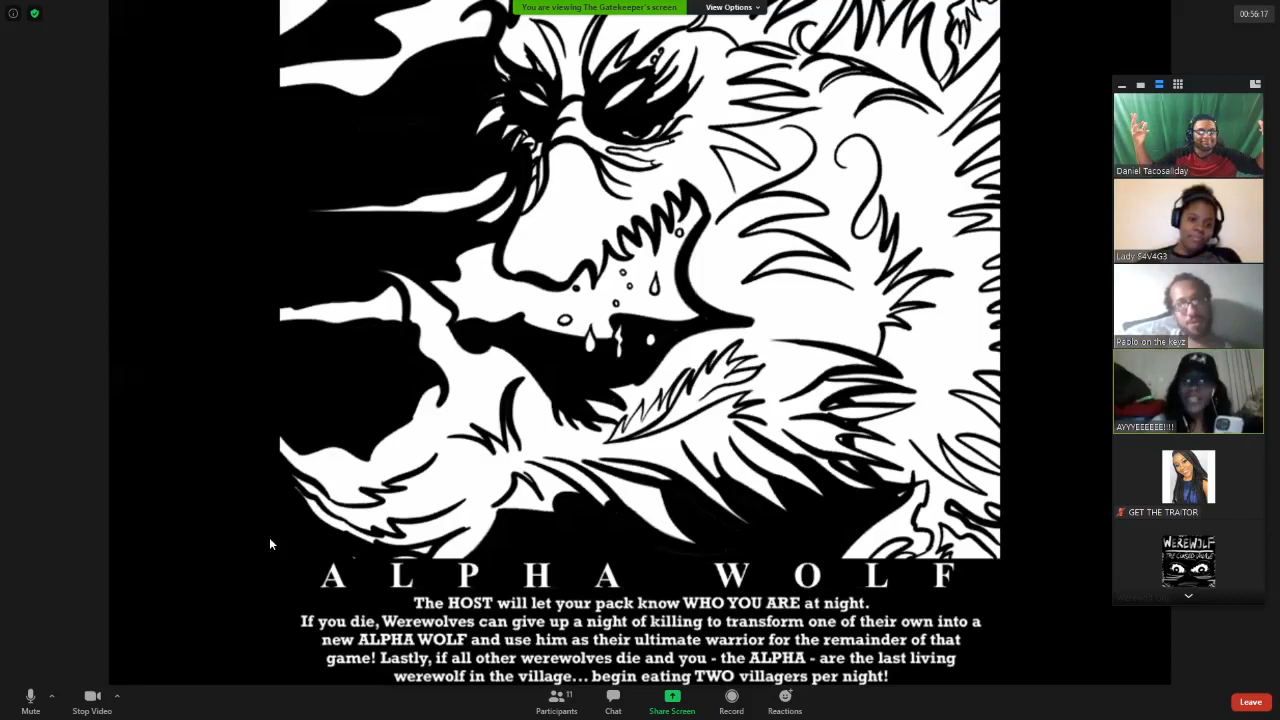 You are viewing The Gatekeeper's screen
View Options
00:56:17
Daniel Tacosallday
Lady S4V4G3
Pablo on the keyz
AYYYEEEEEE!!!!
GET THE TRAITOR
WEREWOLF
A L P H A W O L F
The HOST will let your pack know WHO YOU ARE at night.
If you die, Werewolves can give up a night of killing to transform one of their own into a
new ALPHA WOLF and use him as their ultimate warrior for the remainder of that
game! Lastly, if all other werewolves die and you - the ALPHA - are the last living
werewolf in the village... begin eating TWO villagers per night!
Mute
Stop Video
Participants
11
Chat
Share Screen
Record
Reactions
Leave